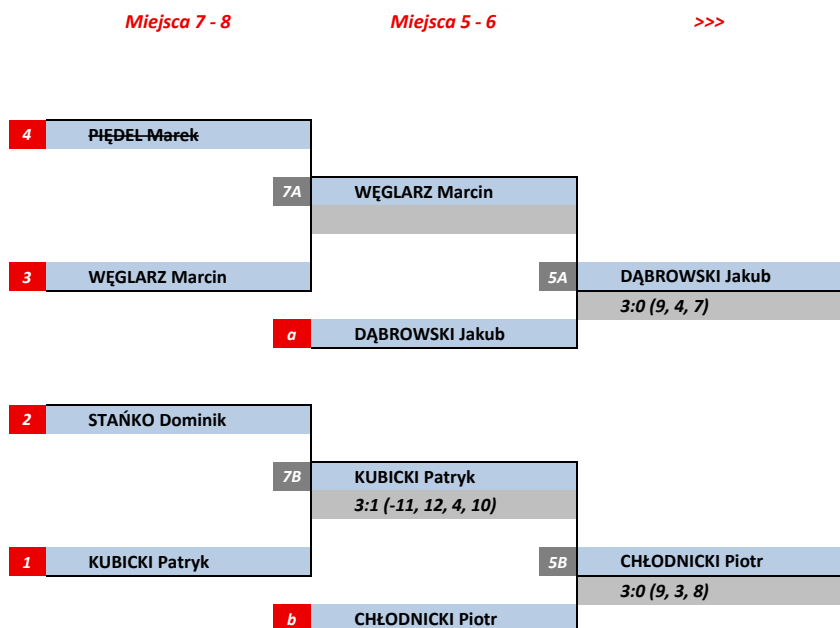 Miejsca 7 - 8 Miejsca 5 - 6 >>>
4 PIĘDEL Marek
7A WĘGLARZ Marcin
3 WĘGLARZ Marcin 5A DĄBROWSKI Jakub
3:0 (9, 4, 7)
a DĄBROWSKI Jakub
2 STAŃKO Dominik
7B KUBICKI Patryk
3:1 (-11, 12, 4, 10)
1 KUBICKI Patryk 5B CHŁODNICKI Piotr
3:0 (9, 3, 8)
b CHŁODNICKI Piotr